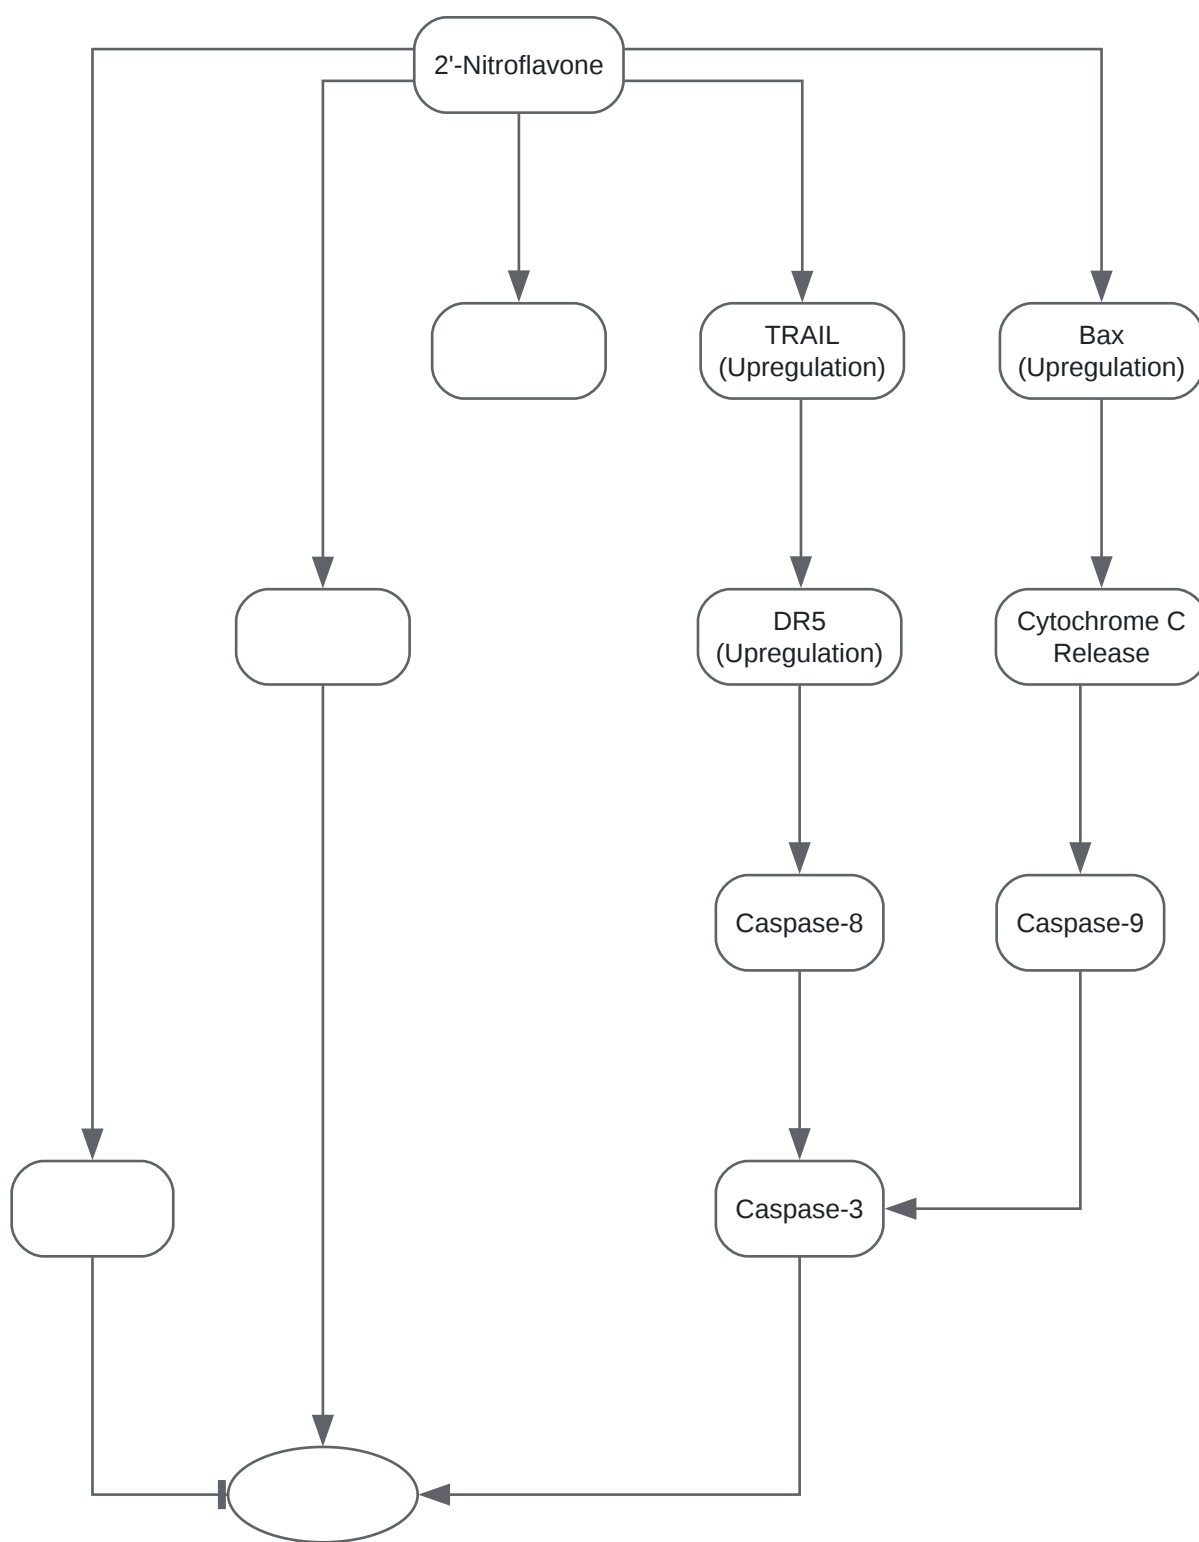 2'-Nitroflavone
TRAIL
(Upregulation)
Bax
(Upregulation)
DR5
(Upregulation)
Cytochrome C
Release
Caspase-8
Caspase-9
Caspase-3